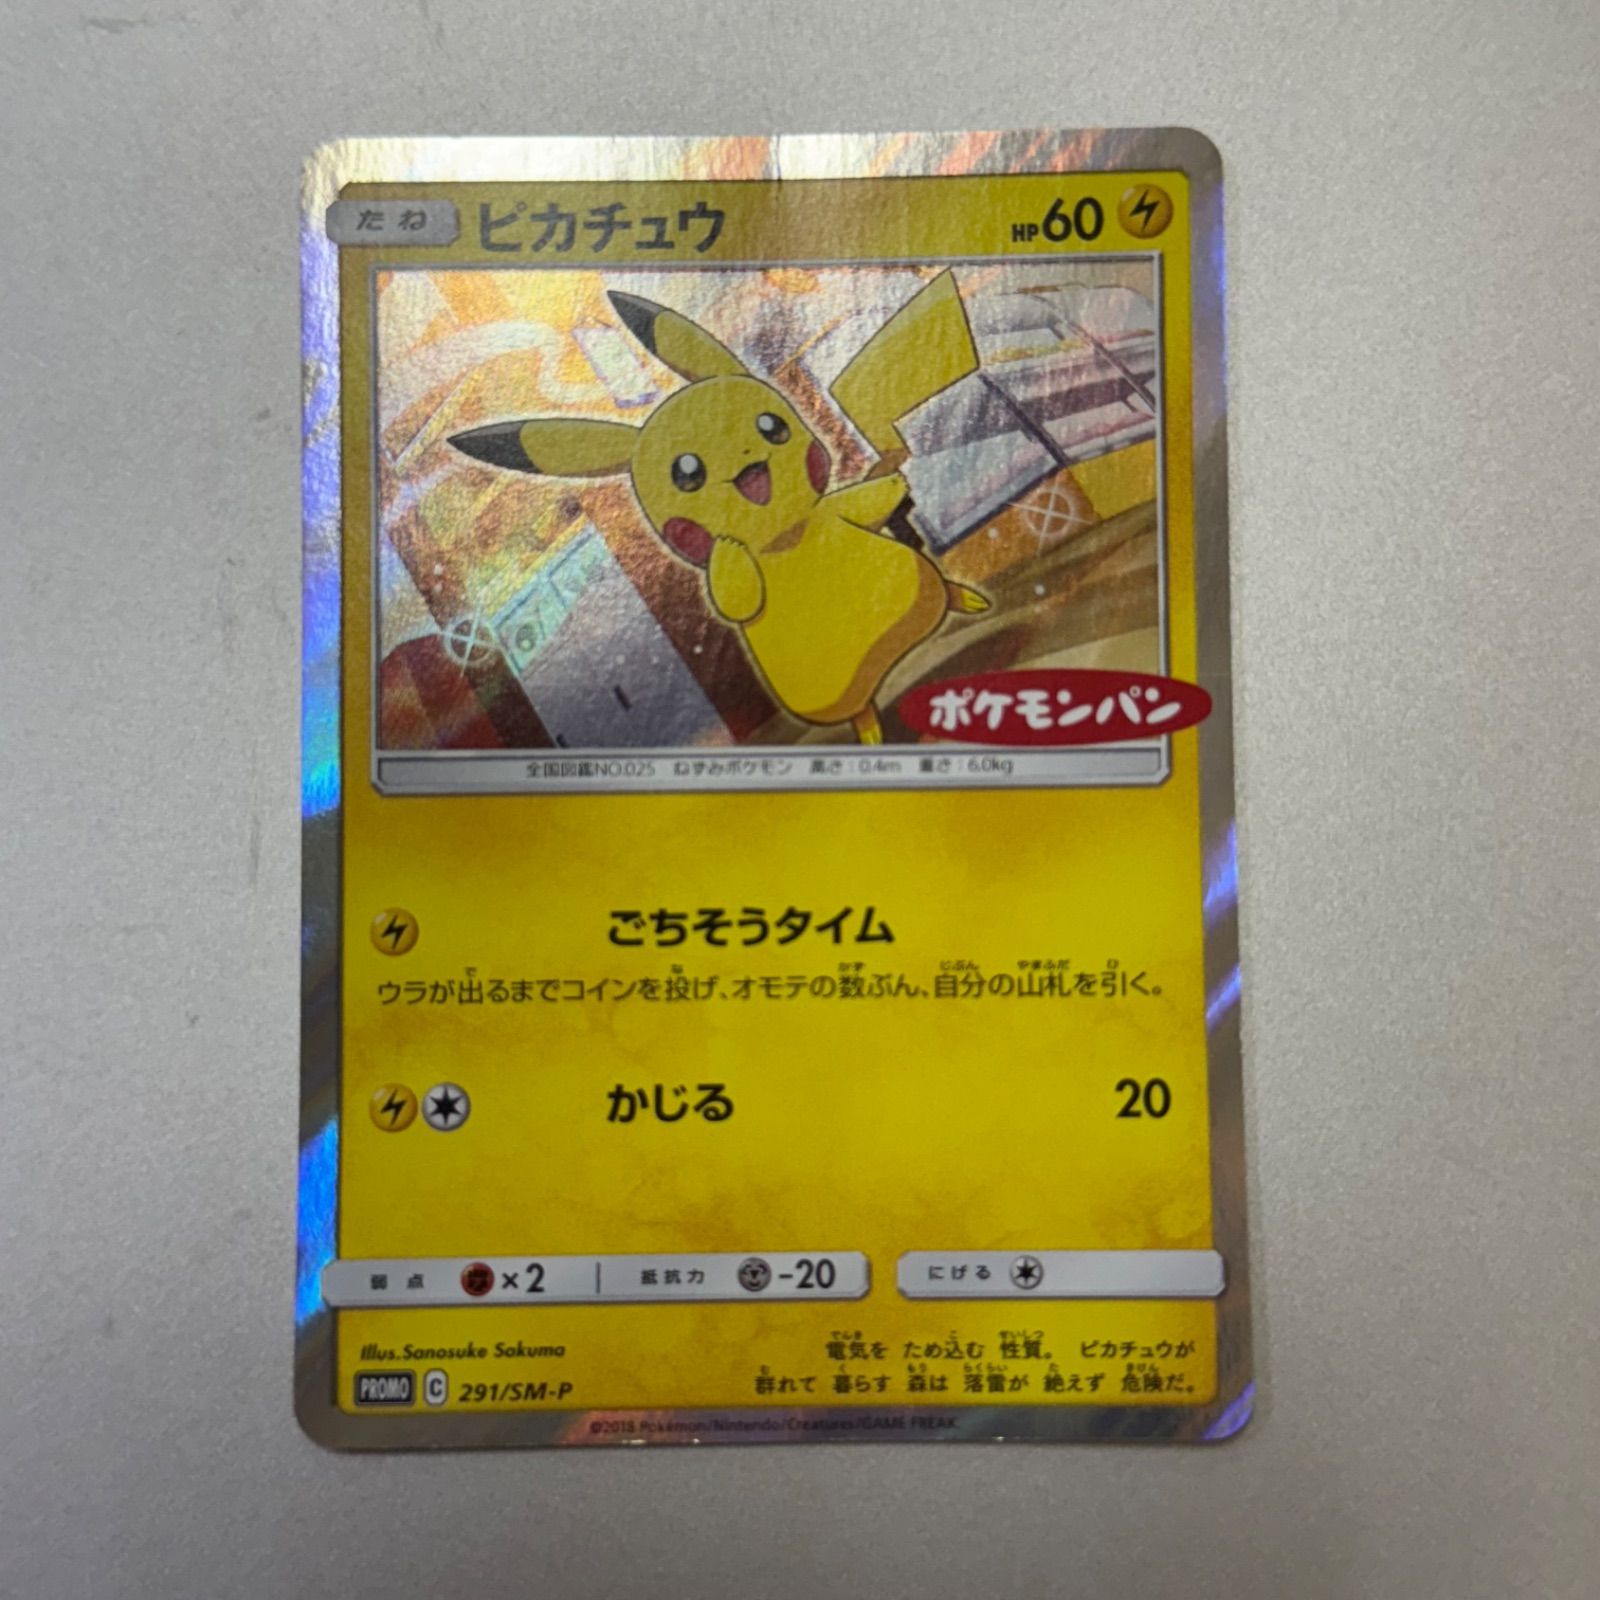 たね ピカチュウ HP60
ポケモンパン
全国図鑑NO.025 ねずみポケモン 高さ:0.4m 重さ:6.0kg
ごちそうタイム
ウラが出るまでコインを投げ、オモテの数ぶん、自分の山札を引く。
かじる 20
弱点 ×2 抵抗力 -20 にげる
Illus.Sanosuke Sakuma
PROMO C 291/SM-P
電気を ため込む 性質。 ピカチュウが
群れて 暮らす 森は 落雷が 絶えず 危険だ。
©2018 Pokémon/Nintendo/Creatures/GAME FREAK.